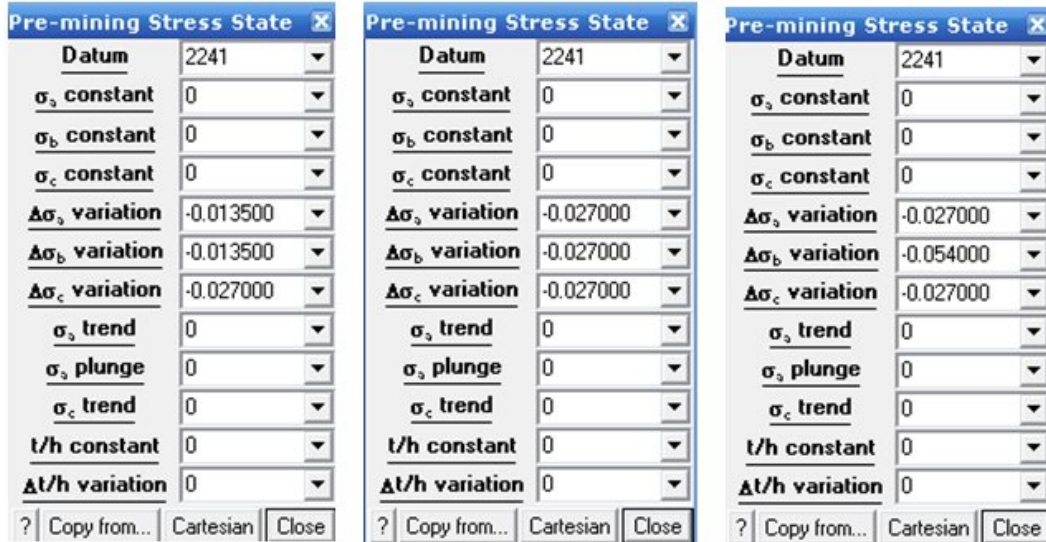 Pre-mining Stress State
Datum 2241
σₐ constant 0
σb constant 0
σc constant 0
Δσₐ variation -0.013500
Δσb variation -0.013500
Δσc variation -0.027000
σₐ trend 0
σₐ plunge 0
σc trend 0
t/h constant 0
Δt/h variation 0
? Copy from... Cartesian Close
Pre-mining Stress State
Datum 2241
σₐ constant 0
σb constant 0
σc constant 0
Δσₐ variation -0.027000
Δσb variation -0.027000
Δσc variation -0.027000
σₐ trend 0
σₐ plunge 0
σc trend 0
t/h constant 0
Δt/h variation 0
? Copy from... Cartesian Close
Pre-mining Stress State
Datum 2241
σₐ constant 0
σb constant 0
σc constant 0
Δσₐ variation -0.027000
Δσb variation -0.054000
Δσc variation -0.027000
σₐ trend 0
σₐ plunge 0
σc trend 0
t/h constant 0
Δt/h variation 0
? Copy from... Cartesian Close